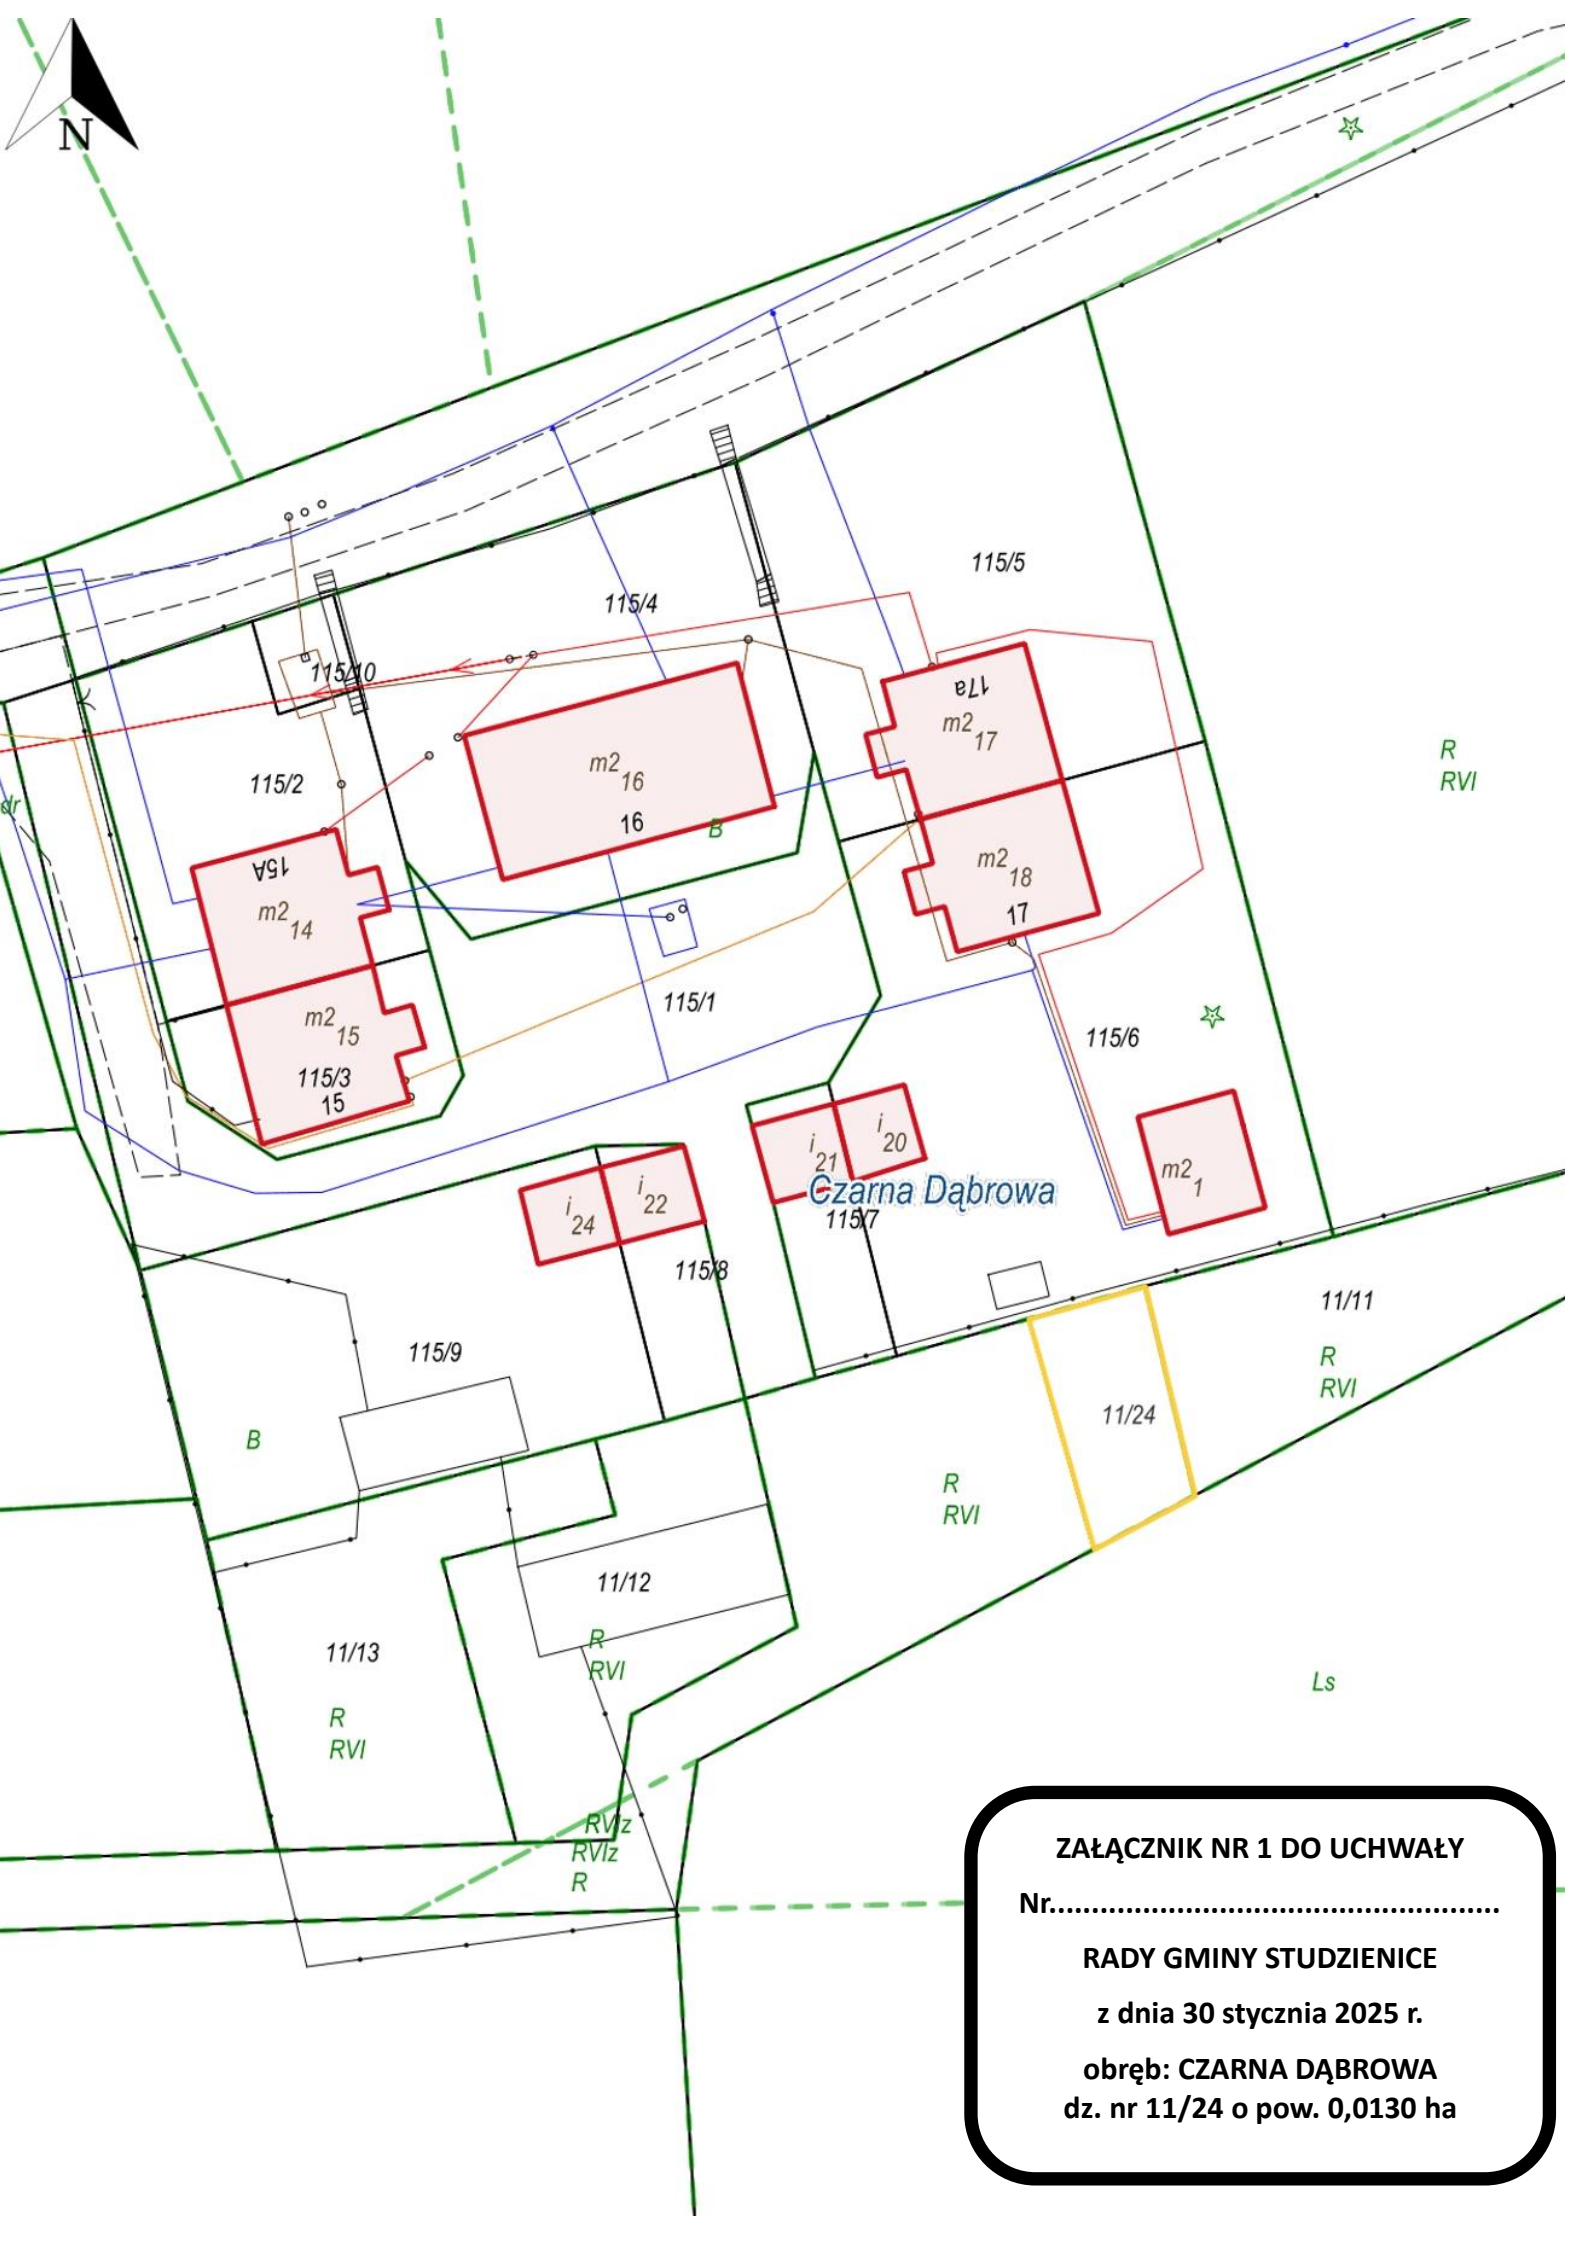 N
115/5
115/4
115/10
17a
m2 17
R
RVI
m2 16
115/2
dr
16
B
15A
m2 18
m2 14
17
115/1
m2 15
115/6
115/3
15
i 20
i 21
m2 1
i 22
i 24
Czarna Dąbrowa
115/7
115/8
11/11
115/9
R
RVI
11/24
B
R
RVI
11/12
R
RVI
11/13
Ls
R
RVI
RVIz
RVIz
R
ZAŁĄCZNIK NR 1 DO UCHWAŁY
Nr.....................................................
RADY GMINY STUDZIENICE
z dnia 30 stycznia 2025 r.
obręb: CZARNA DĄBROWA
dz. nr 11/24 o pow. 0,0130 ha